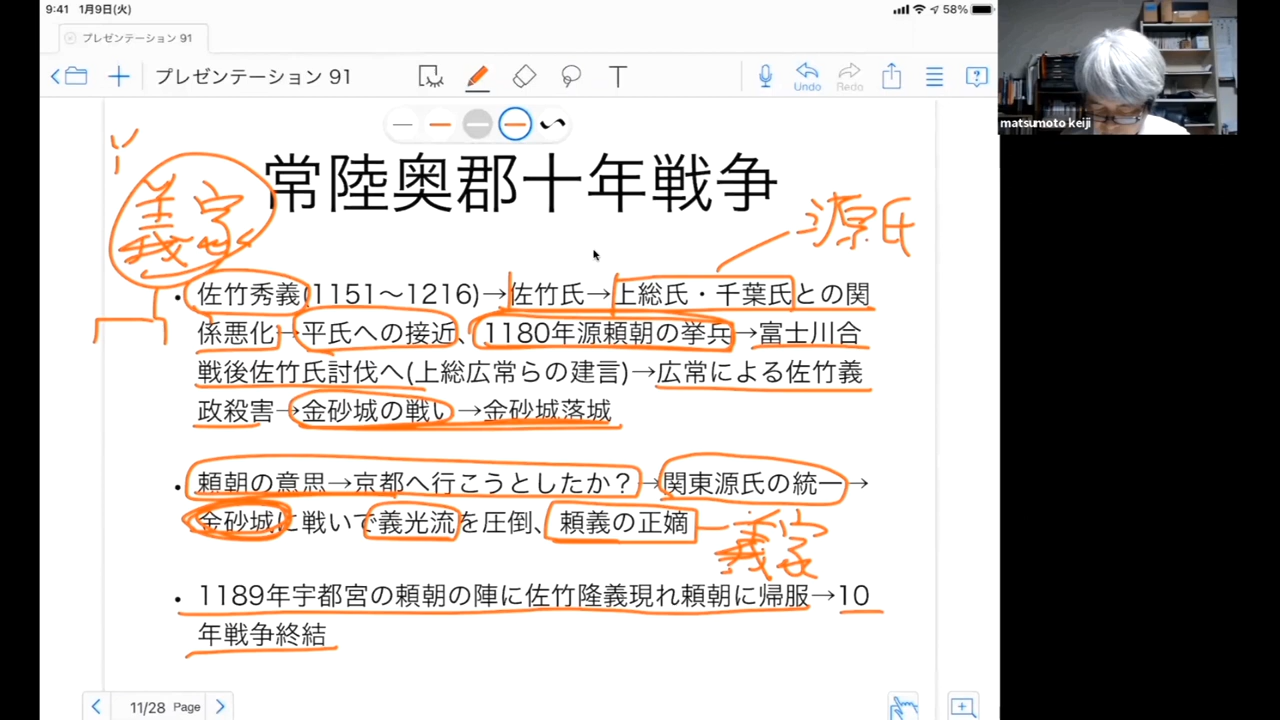 9:41 1月9日(火)
58%
プレゼンテーション 91
プレゼンテーション 91
T
Undo
Redo
matsumoto keiji
常陸奥郡十年戦争
義家
源氏
・佐竹秀義(1151〜1216)→佐竹氏→上総氏・千葉氏との関
係悪化→平氏への接近、1180年源頼朝の挙兵→富士川合
戦後佐竹氏討伐へ(上総広常らの建言)→広常による佐竹義
政殺害→金砂城の戦い→金砂城落城
・頼朝の意思→京都へ行こうとしたか？→関東源氏の統一→
金砂城に戦いで義光流を圧倒、頼義の正嫡
義家
・1189年宇都宮の頼朝の陣に佐竹隆義現れ頼朝に帰服→10
年戦争終結
11/28 Page